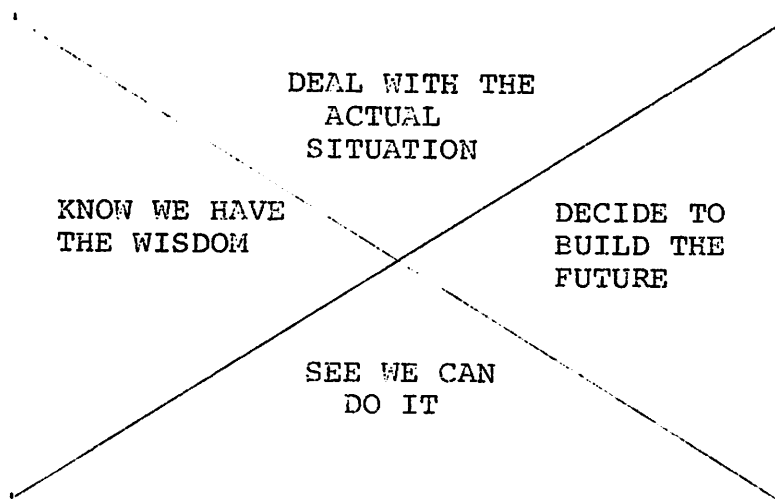 DEAL WITH THE
ACTUAL
SITUATION
KNOW WE HAVE
THE WISDOM
DECIDE TO
BUILD THE
FUTURE
SEE WE CAN
DO IT